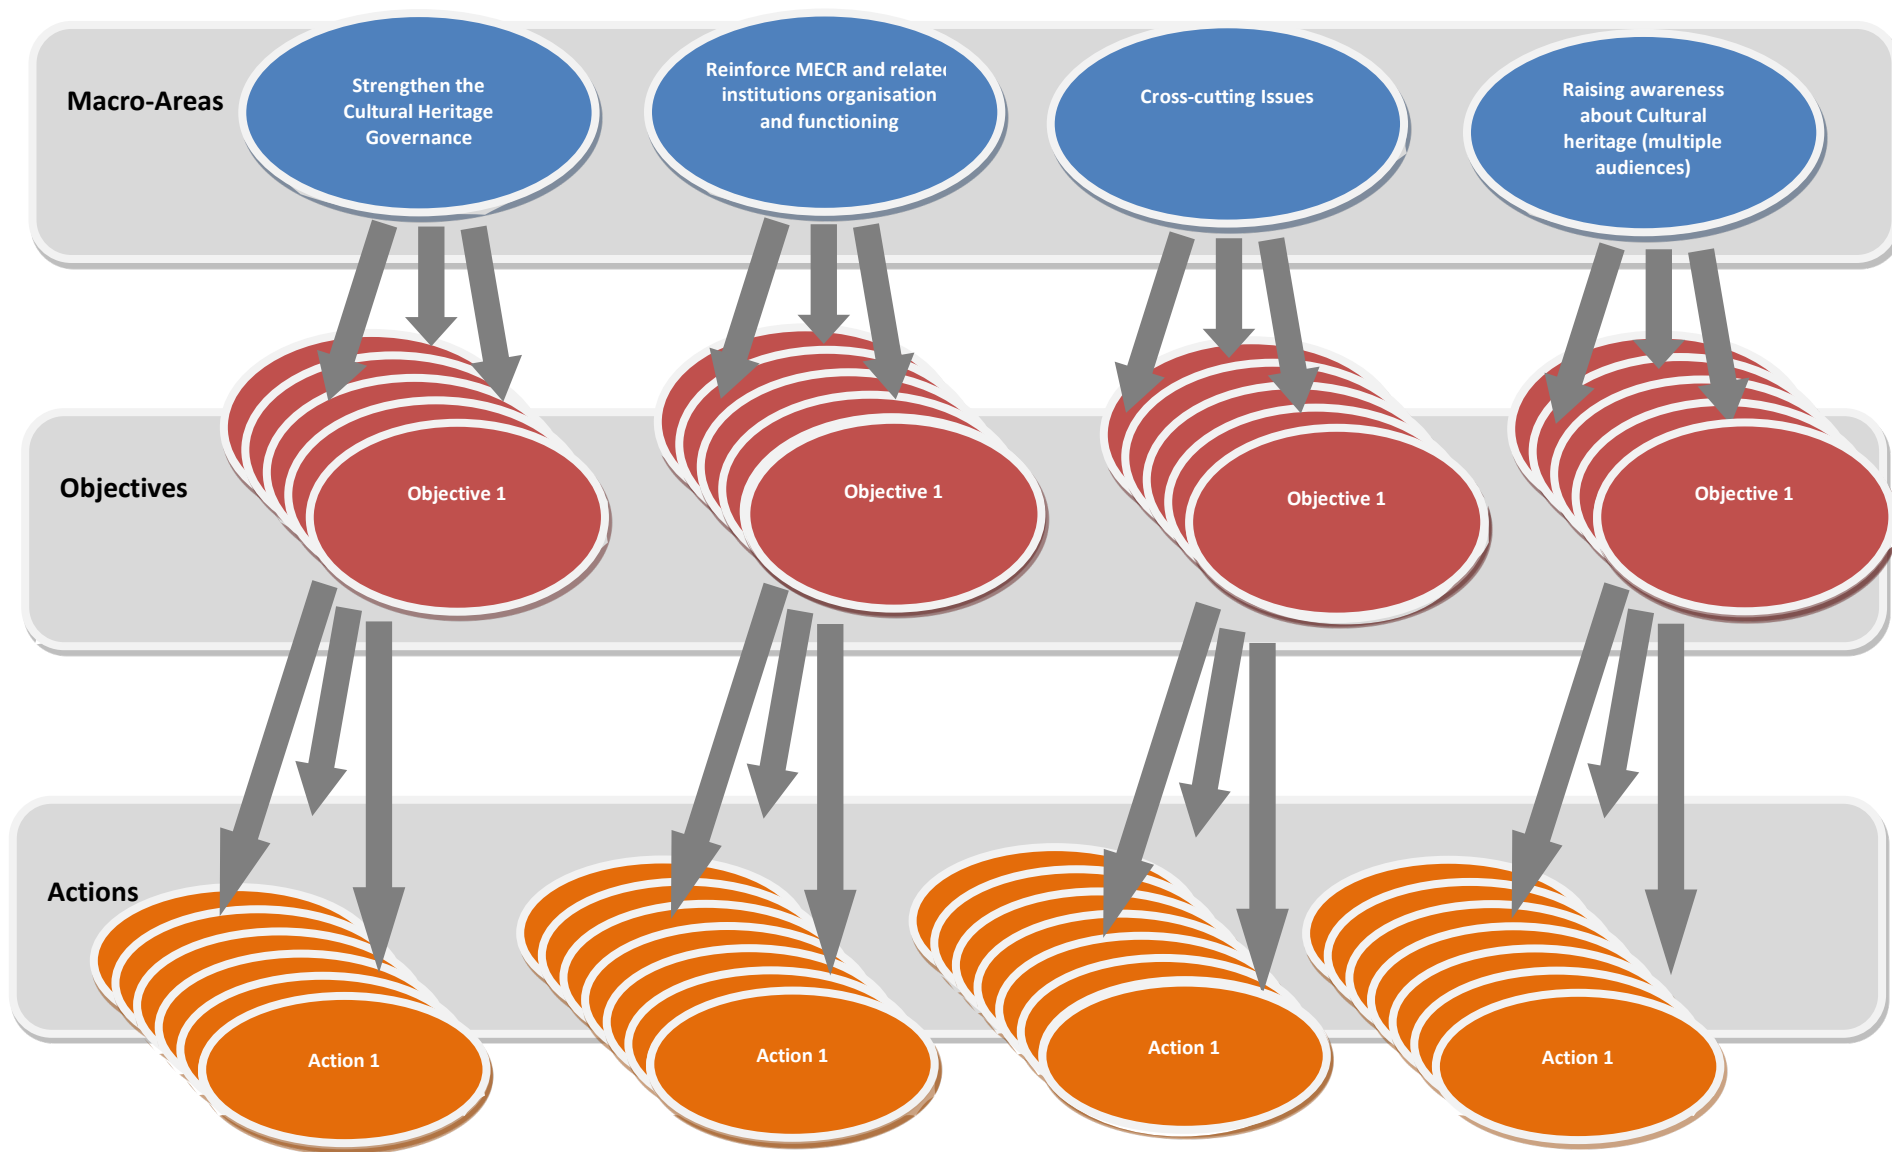 Macro-Areas
Strengthen the
Cultural Heritage
Governance
Reinforce MECR and relate
institutions organisation
and functioning
Cross-cutting Issues
Raising awareness
about Cultural
heritage (multiple
audiences)
Objectives
Objective 1
Objective 1
Objective 1
Objective 1
Actions
Action 1
Action 1
Action 1
Action 1